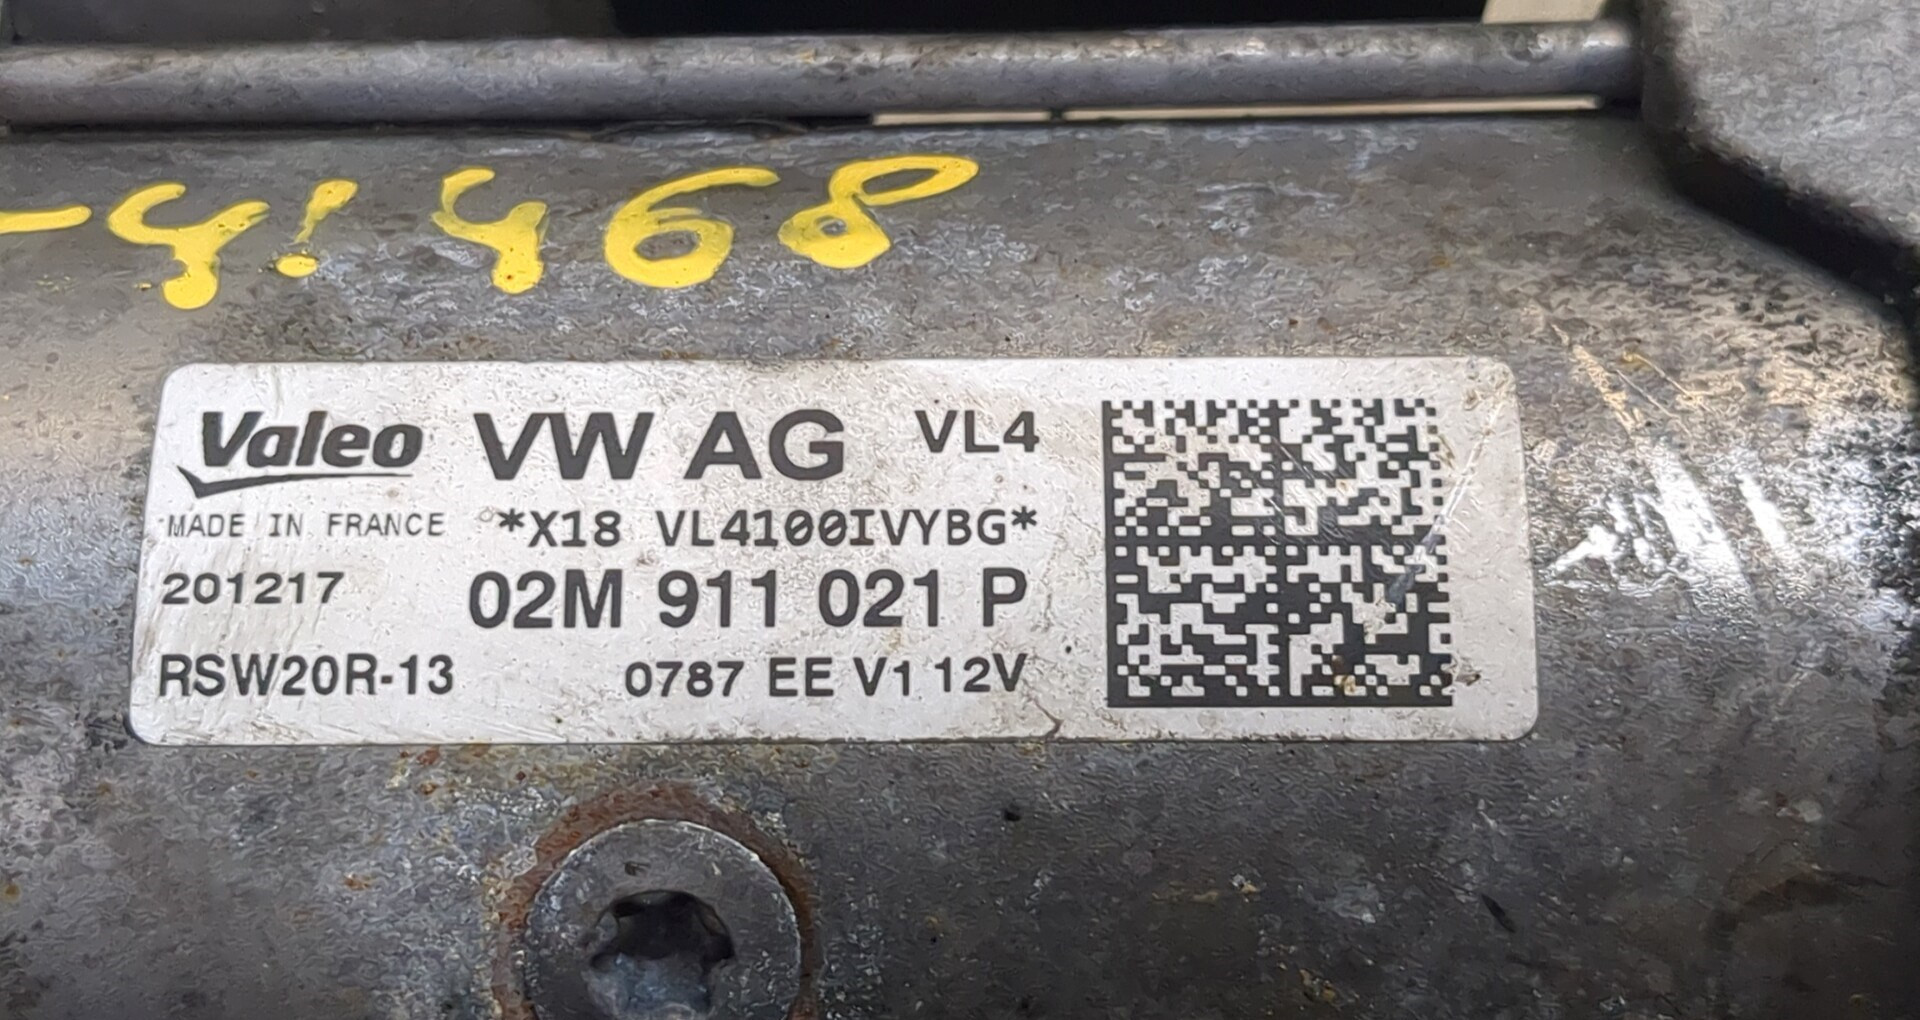 -4! 468
Valeo VW AG VL4
MADE IN FRANCE *X18 VL4100IVYBG*
201217 02M 911 021 P
RSW20R-13 0787 EE V1 12V